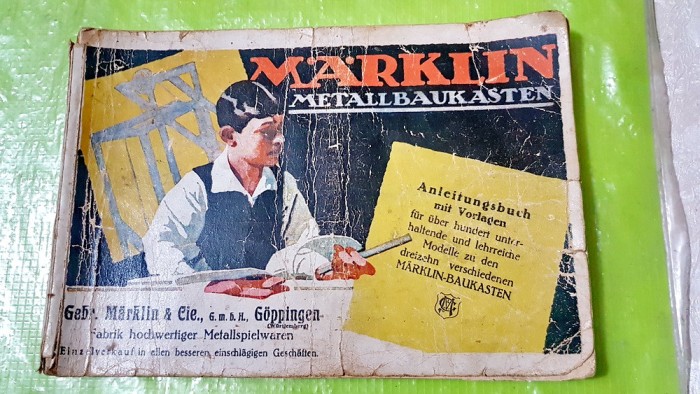 MÄRKLIN
METALLBAUKASTEN
Anleitungsbuch
mit Vorlagen
für über hundert unter-
haltende und lehrreiche
Modelle zu den
dreizehn verschiedenen
MÄRKLIN-BAUKASTEN
Gebr. Märklin & Cie., G. m. b. H., Göppingen
(Württemberg)
Fabrik hochwertiger Metallspielwaren
Einzelverkauf in allen besseren einschlägigen Geschäften.